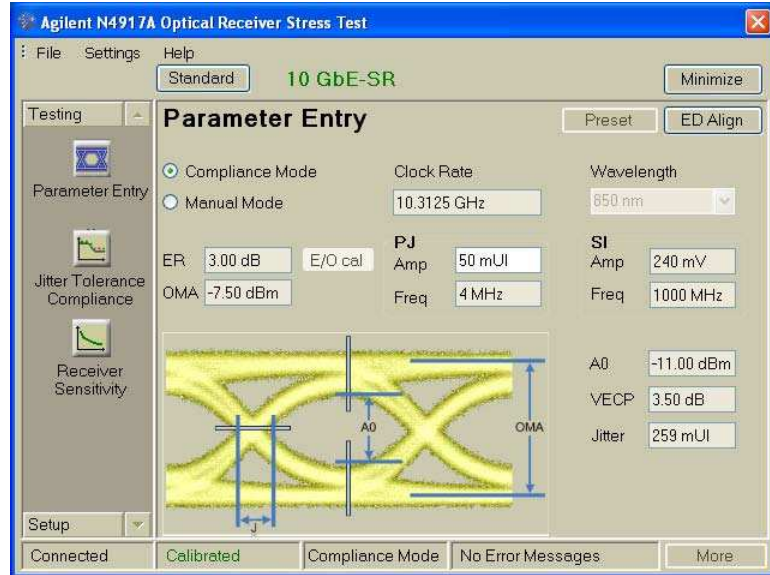 Agilent N4917A Optical Receiver Stress Test
File Settings Help
Standard 10 GbE-SR Minimize
Testing
Parameter Entry Preset ED Align
Parameter Entry
Jitter Tolerance
Compliance
Receiver
Sensitivity
Setup
Compliance Mode Clock Rate Wavelength
Manual Mode 10.3125 GHz 850 nm
PJ SI
ER 3.00 dB E/O cal Amp 50 mUI Amp 240 mV
OMA -7.50 dBm Freq 4 MHz Freq 1000 MHz
A0 -11.00 dBm
VECP 3.50 dB
Jitter 259 mUI
A0 OMA
J
Connected Calibrated Compliance Mode No Error Messages More